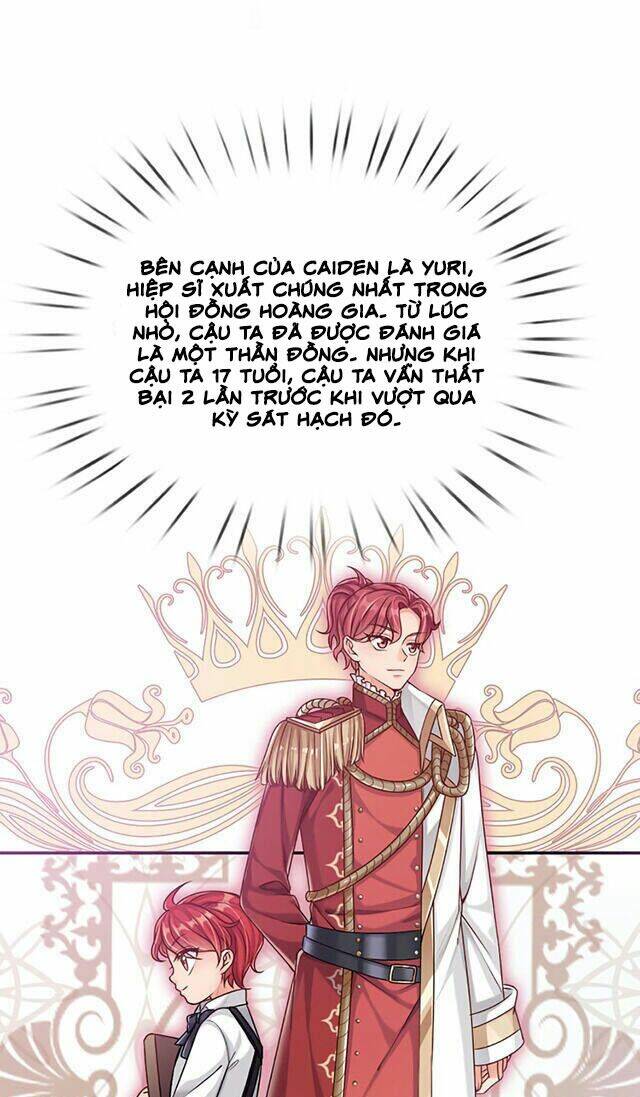 BÊN CẠNH CỦA CAIDEN LÀ YURI,
HIỆP SĨ XUẤT CHÚNG NHẤT TRONG
HỘI ĐỒNG HOÀNG GIA. TỪ LÚC
NHỎ, CẬU TA ĐÃ ĐƯỢC ĐÁNH GIÁ
LÀ MỘT THẦN ĐỒNG. NHƯNG KHI
CẬU TA 17 TUỔI, CẬU TA VẪN THẤT
BẠI 2 LẦN TRƯỚC KHI VƯỢT QUA
KỲ SÁT HẠCH ĐÓ.